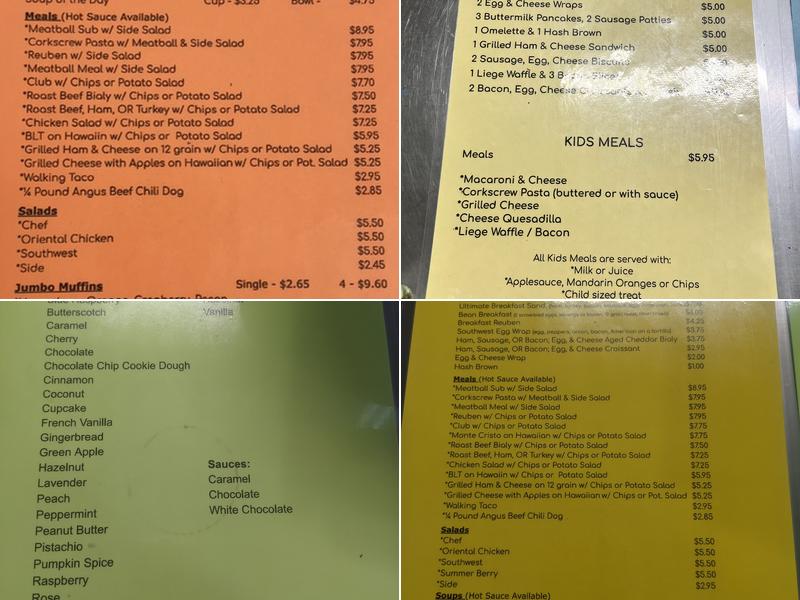 Soup of the Day Cup - $3.25 Bowl - $4.75
Meals (Hot Sauce Available)
*Meatball Sub w/ Side Salad $8.95
*Corkscrew Pasta w/ Meatball & Side Salad $7.95
*Reuben w/ Side Salad $7.95
*Meatball Meal w/ Side Salad $7.95
*Club w/ Chips or Potato Salad $7.70
*Roast Beef Bialy w/ Chips or Potato Salad $7.50
*Roast Beef, Ham, OR Turkey w/ Chips or Potato Salad $7.25
*Chicken Salad w/ Chips or Potato Salad $7.25
*BLT on Hawaiin w/ Chips or Potato Salad $5.95
*Grilled Ham & Cheese on 12 grain w/ Chips or Potato Salad $5.25
*Grilled Cheese with Apples on Hawaiian w/ Chips or Pot. Salad $5.25
*Walking Taco $2.95
*¼ Pound Angus Beef Chili Dog $2.85
Salads
*Chef $5.50
*Oriental Chicken $5.50
*Southwest $5.50
*Side $2.45
Jumbo Muffins Single - $2.65 4 - $9.60
2 Egg & Cheese Wraps $5.00
3 Buttermilk Pancakes, 2 Sausage Patties $5.00
1 Omelette & 1 Hash Brown $5.00
1 Grilled Ham & Cheese Sandwich $5.00
2 Sausage, Egg, Cheese Biscuits
1 Liege Waffle & 3
2 Bacon, Egg, Cheese
KIDS MEALS
Meals $5.95
*Macaroni & Cheese
*Corkscrew Pasta (buttered or with sauce)
*Grilled Cheese
*Cheese Quesadilla
*Liege Waffle / Bacon
All Kids Meals are served with:
*Milk or Juice
*Applesauce, Mandarin Oranges or Chips
*Child sized treat
Butterscotch Vanilla
Caramel
Cherry
Chocolate
Chocolate Chip Cookie Dough
Cinnamon
Coconut
Cupcake
French Vanilla
Gingerbread
Green Apple
Hazelnut
Lavender
Peach
Peppermint
Peanut Butter
Pistachio
Pumpkin Spice
Raspberry
Rose
Sauces:
Caramel
Chocolate
White Chocolate
Ultimate Breakfast Sand.
Bean Breakfast
Breakfast Reuben $4.25
Southwest Egg Wrap (egg, peppers, onion, bacon, American on a tortilla) $3.75
Ham, Sausage, OR Bacon; Egg, & Cheese Aged Cheddar Bialy $3.75
Ham, Sausage, OR Bacon; Egg, & Cheese Croissant $2.95
Egg & Cheese Wrap $2.00
Hash Brown $1.00
Meals (Hot Sauce Available)
*Meatball Sub w/ Side Salad $8.95
*Corkscrew Pasta w/ Meatball & Side Salad $7.95
*Meatball Meal w/ Side Salad $7.95
*Reuben w/ Chips or Potato Salad $7.95
*Club w/ Chips or Potato Salad $7.75
*Monte Cristo on Hawaiian w/ Chips or Potato Salad $7.75
*Roast Beef Bialy w/ Chips or Potato Salad $7.50
*Roast Beef, Ham, OR Turkey w/ Chips or Potato Salad $7.25
*Chicken Salad w/ Chips or Potato Salad $7.25
*BLT on Hawaiin w/ Chips or Potato Salad $5.95
*Grilled Ham & Cheese on 12 grain w/ Chips or Potato Salad $5.25
*Grilled Cheese with Apples on Hawaiian w/ Chips or Pot. Salad $5.25
*Walking Taco $2.95
*¼ Pound Angus Beef Chili Dog $2.85
Salads
*Chef $5.50
*Oriental Chicken $5.50
*Southwest $5.50
*Summer Berry $5.50
*Side $2.95
Soups (Hot Sauce Available)